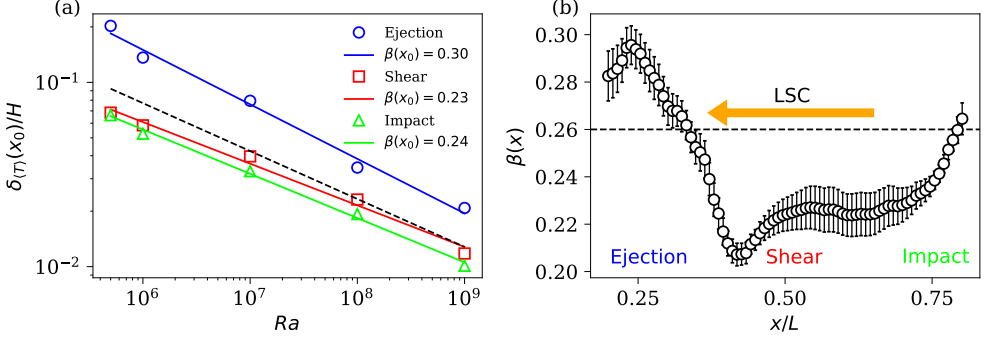 (a)
δ⟨T⟩(x₀)/H
10⁻¹
10⁻²
Ejection
β(x₀) = 0.30
Shear
β(x₀) = 0.23
Impact
β(x₀) = 0.24
10⁶
10⁷
10⁸
10⁹
Ra
(b)
β(x)
0.30
0.28
0.26
0.24
0.22
0.20
LSC
Ejection
Shear
Impact
0.25
0.50
0.75
x/L